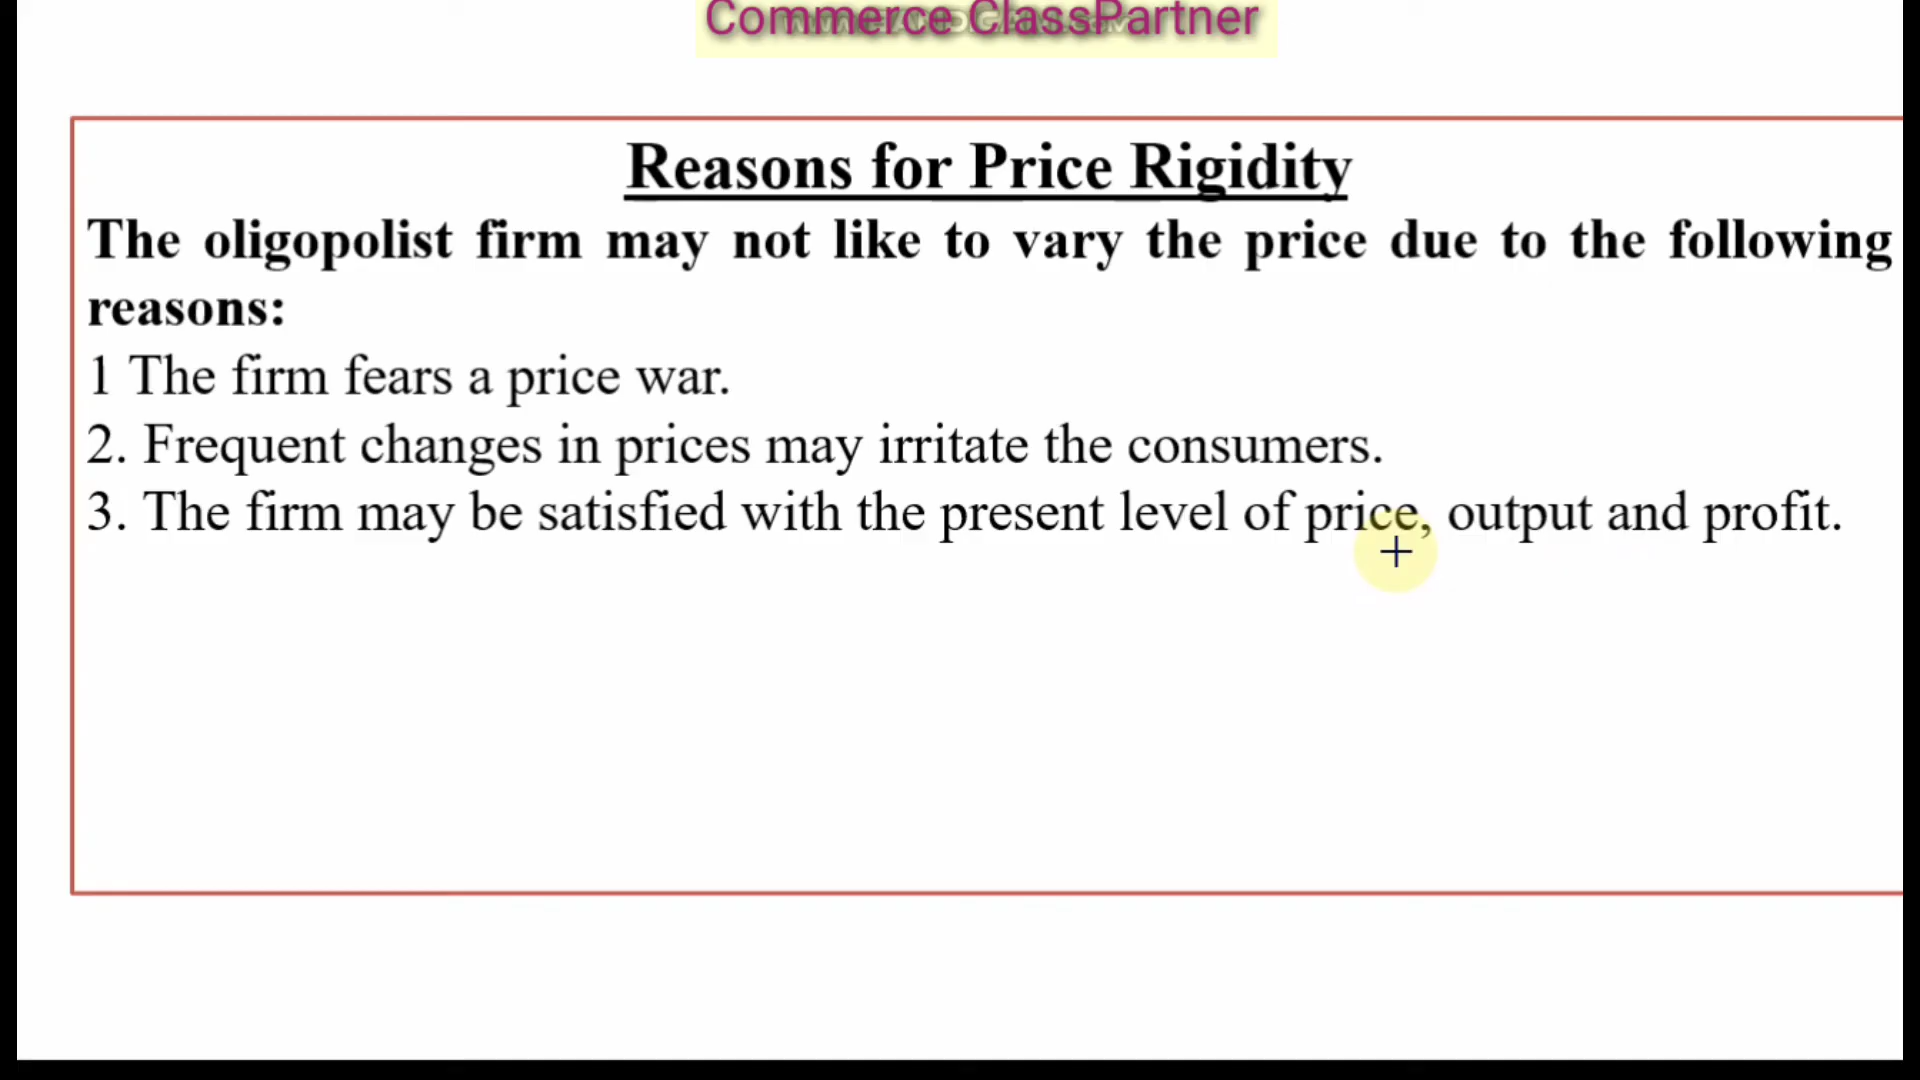 Commerce ClassPartner
Reasons for Price Rigidity
The oligopolist firm may not like to vary the price due to the following
reasons:
1 The firm fears a price war.
2. Frequent changes in prices may irritate the consumers.
3. The firm may be satisfied with the present level of price, output and profit.